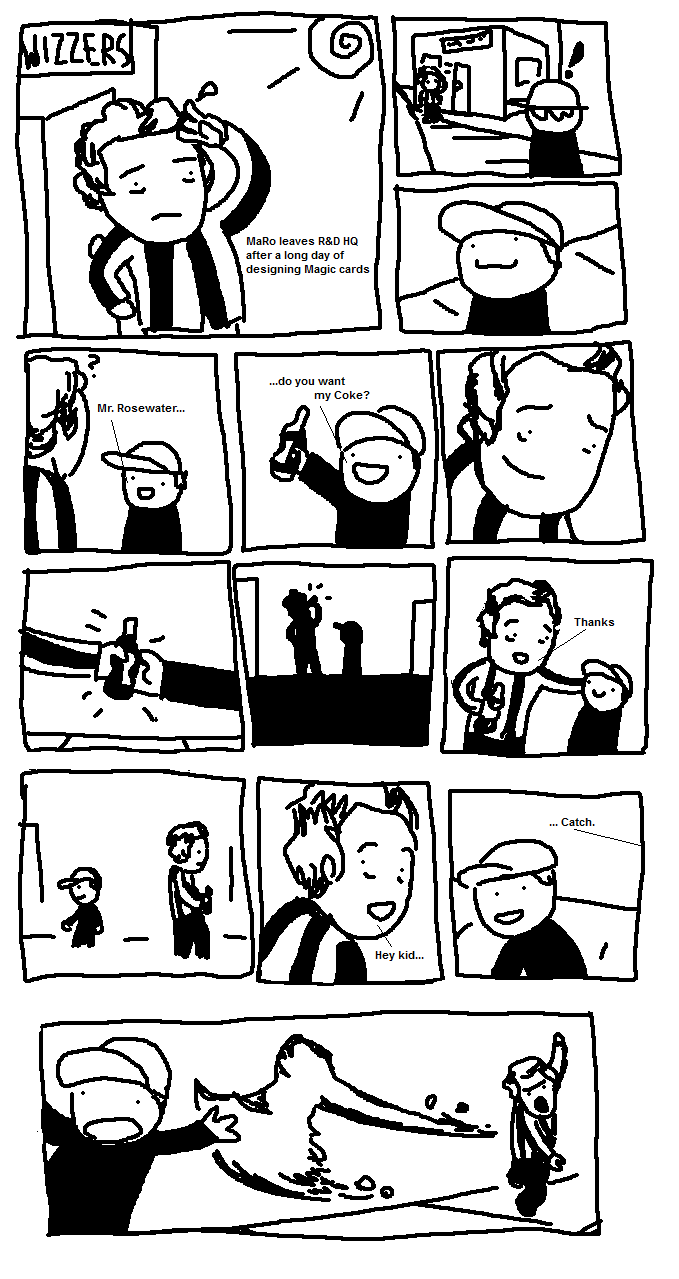 WIZZERS
MaRo leaves R&D HQ
after a long day of
designing Magic cards
!
?
Mr. Rosewater...
...do you want
my Coke?
Thanks
Hey kid...
... Catch.